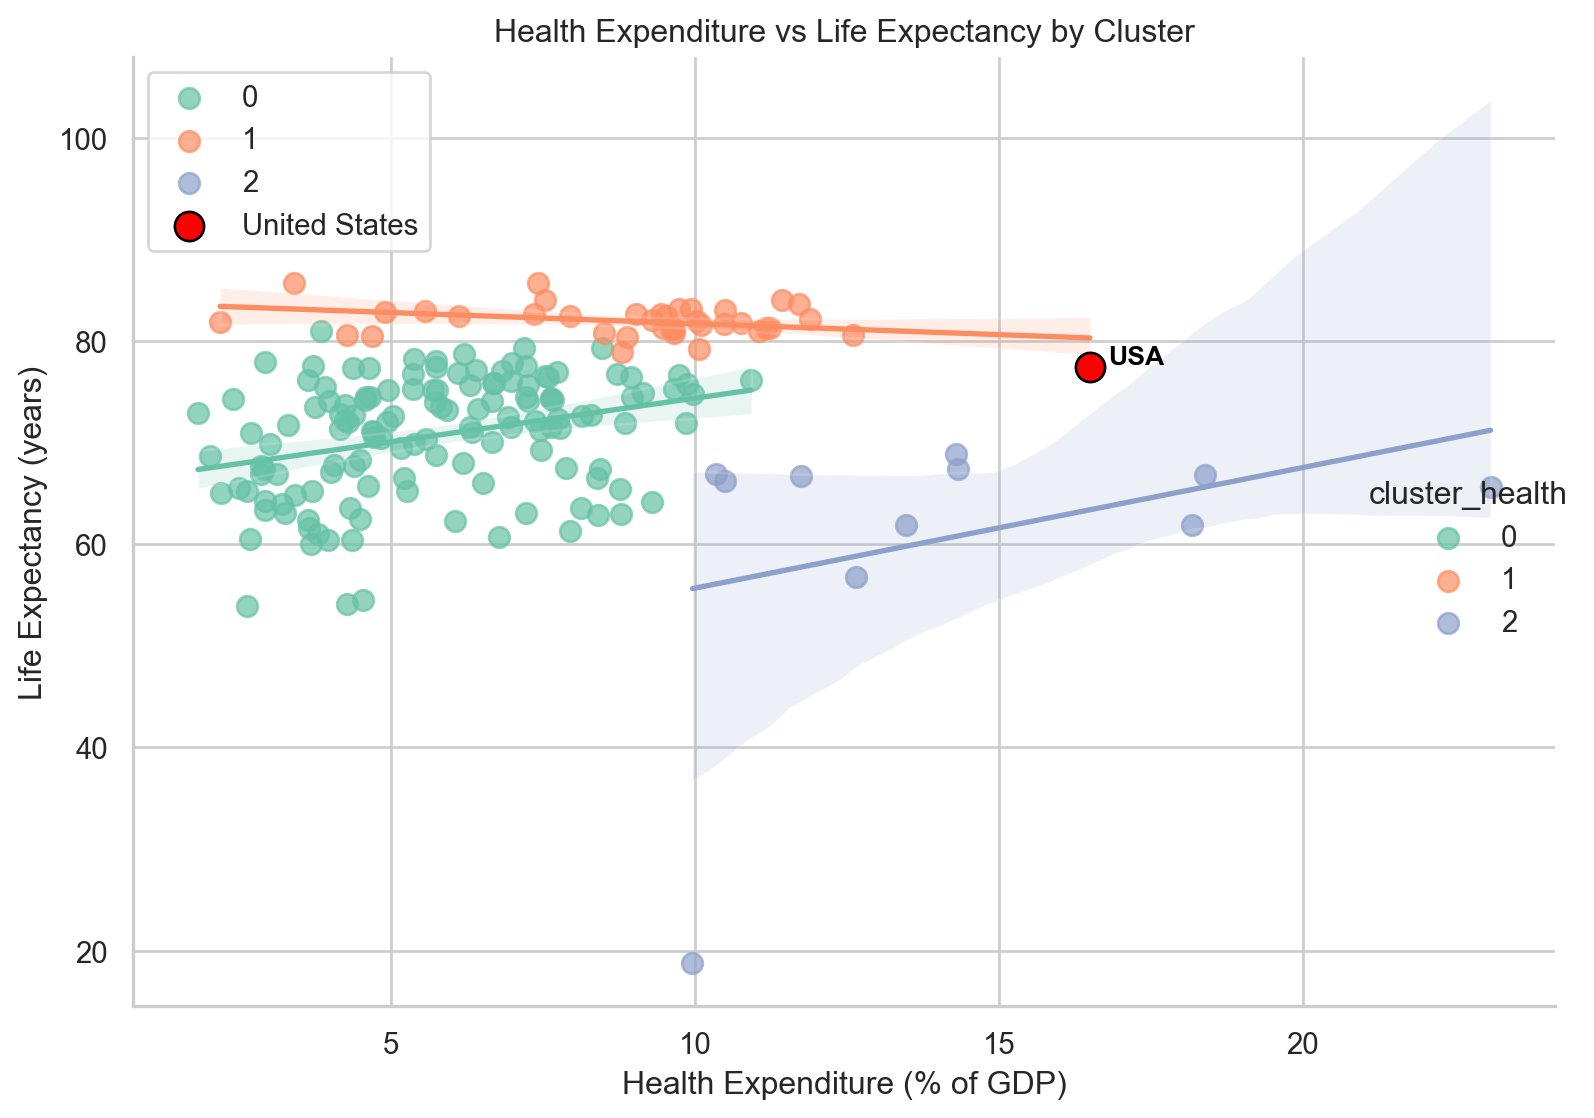 Health Expenditure vs Life Expectancy by Cluster
0
1
2
United States
100
80
60
40
20
Life Expectancy (years)
USA
cluster_health
0
1
2
5
10
15
20
Health Expenditure (% of GDP)